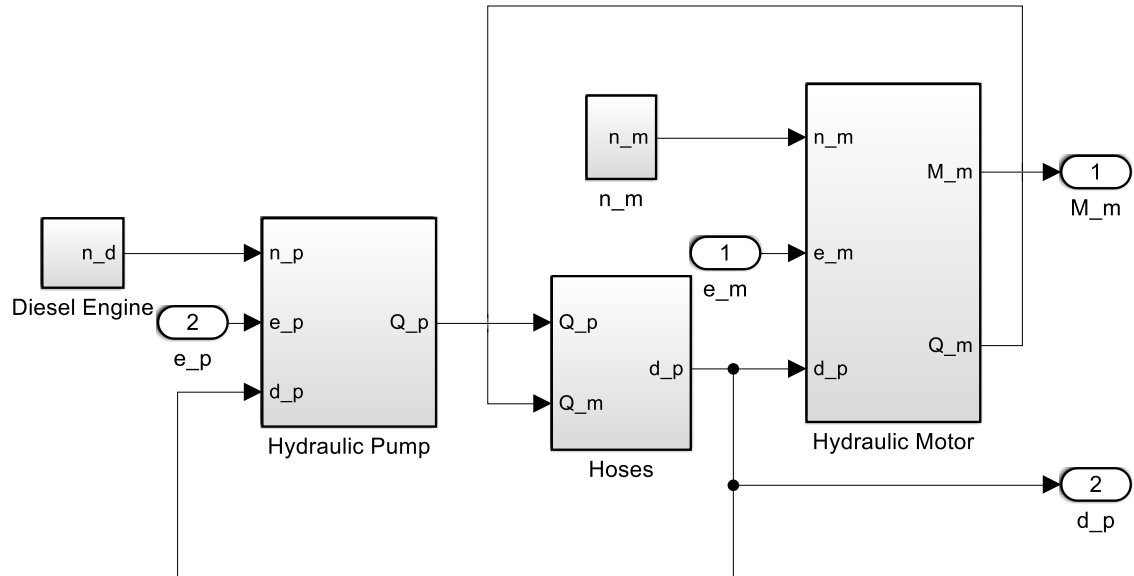 n_m
n_m
n_m
e_m
d_p
M_m
Q_m
Hydraulic Motor
1
M_m
n_d
Diesel Engine
2
e_p
n_p
e_p
d_p
Q_p
Hydraulic Pump
1
e_m
Q_p
Q_m
d_p
Hoses
2
d_p